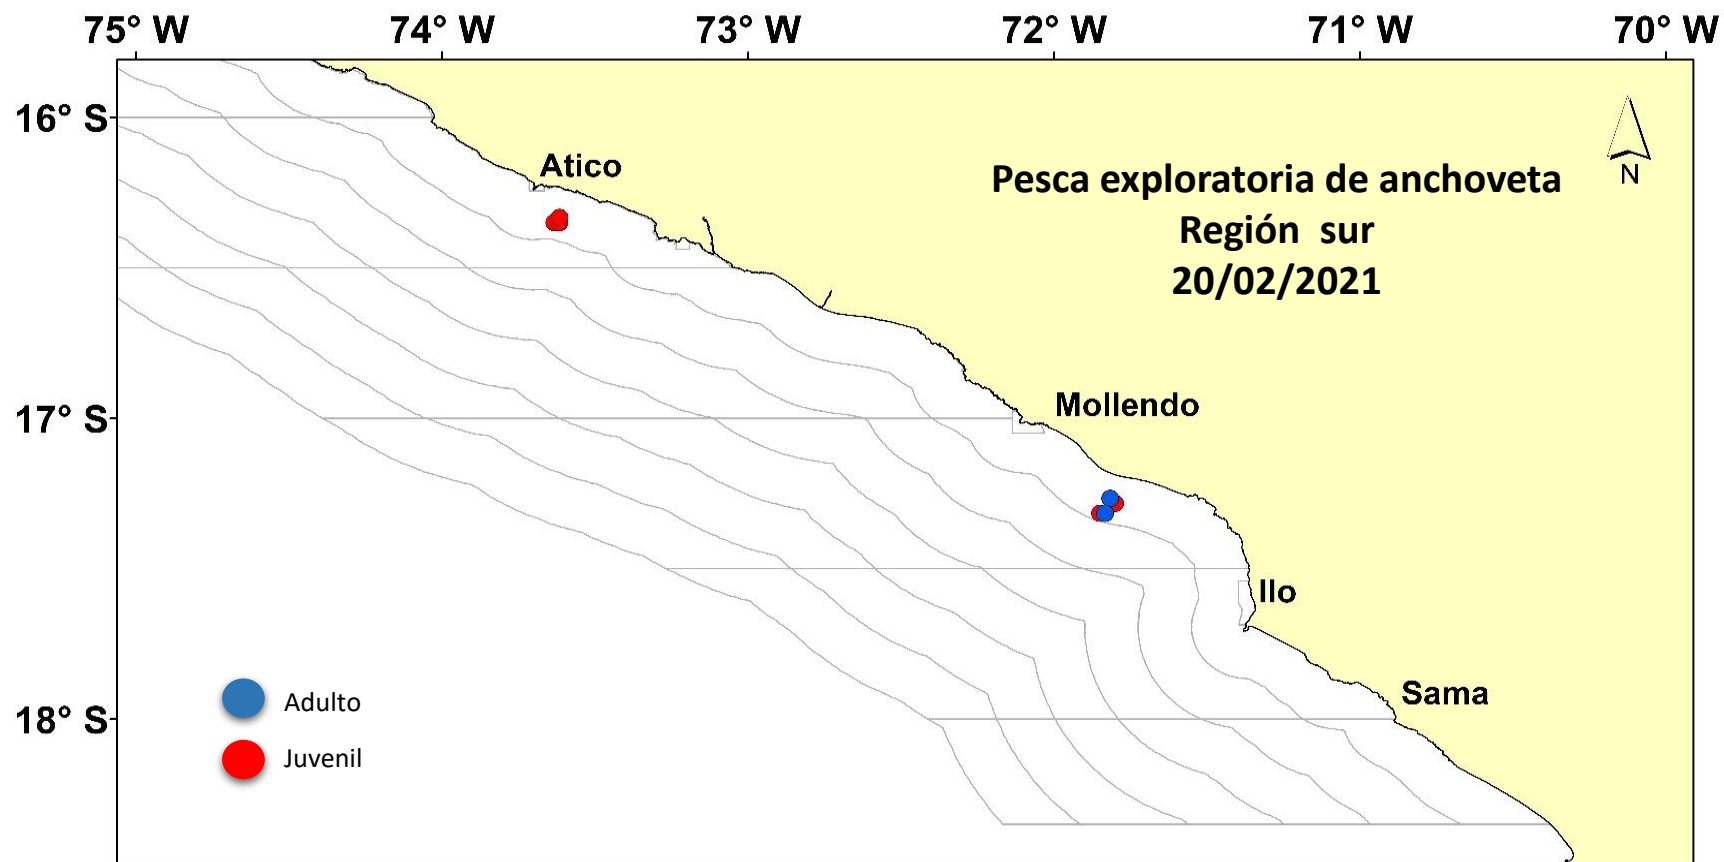 75° W 74° W 73° W 72° W 71° W 70° W
16° S
Atico
Pesca exploratoria de anchoveta
Región sur
20/02/2021
N
17° S
Mollendo
Ilo
Sama
18° S
Adulto
Juvenil